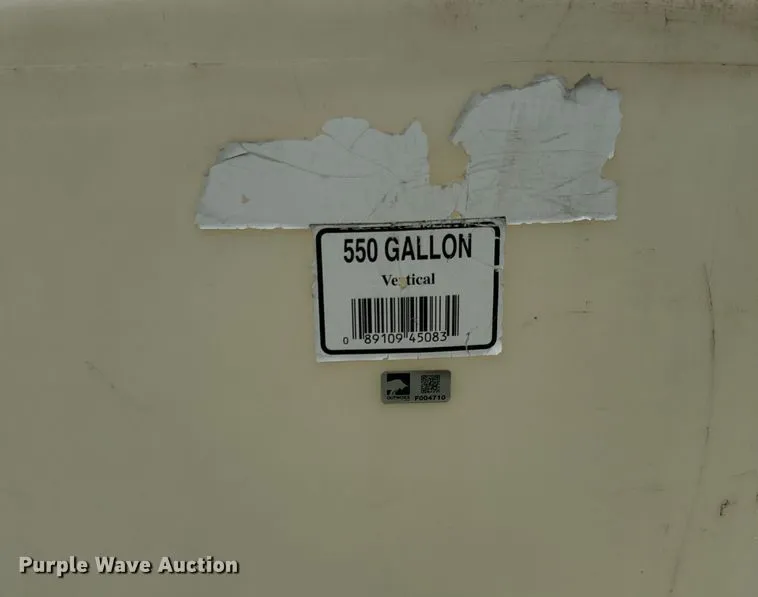 550 GALLON
Vertical
0 89109 45083
F004710
Purple Wave Auction